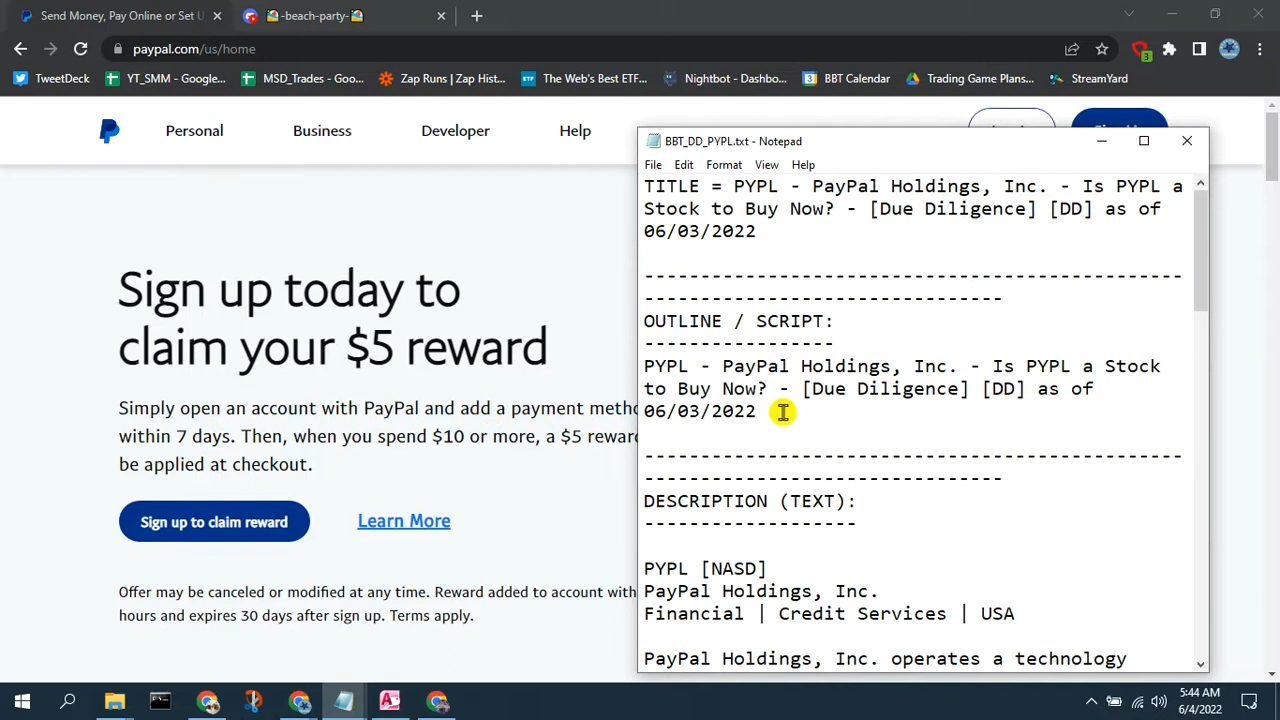 Send Money, Pay Online or Set U
-beach-party-
paypal.com/us/home
3
TweetDeck
YT_SMM - Google...
MSD_Trades - Goo...
Zap Runs | Zap Hist...
ETF
The Web's Best ETF...
Nightbot - Dashbo...
3
BBT Calendar
Trading Game Plans...
StreamYard
Personal
Business
Developer
Help
Sign up today to
claim your $5 reward
Simply open an account with PayPal and add a payment metho
within 7 days. Then, when you spend $10 or more, a $5 rewar
be applied at checkout.
Sign up to claim reward
Learn More
Offer may be canceled or modified at any time. Reward added to account with
hours and expires 30 days after sign up. Terms apply.
BBT_DD_PYPL.txt - Notepad
File Edit Format View Help
TITLE = PYPL - PayPal Holdings, Inc. - Is PYPL a
Stock to Buy Now? - [Due Diligence] [DD] as of
06/03/2022
------------------------------------------------
--------------------------------
OUTLINE / SCRIPT:
-----------------
PYPL - PayPal Holdings, Inc. - Is PYPL a Stock
to Buy Now? - [Due Diligence] [DD] as of
06/03/2022
------------------------------------------------
--------------------------------
DESCRIPTION (TEXT):
-------------------
PYPL [NASD]
PayPal Holdings, Inc.
Financial | Credit Services | USA
PayPal Holdings, Inc. operates a technology
5:44 AM
6/4/2022